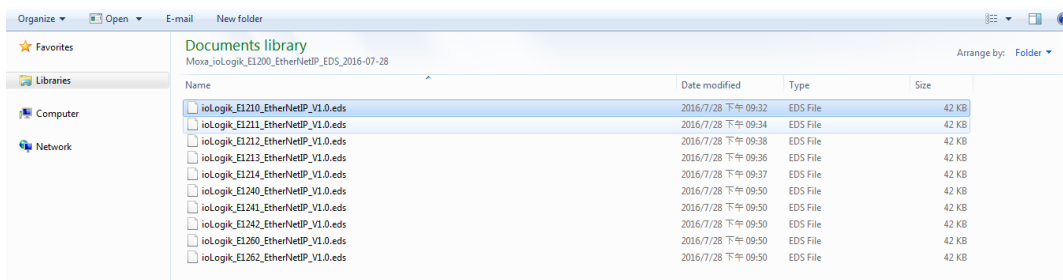 Organize Open E-mail New folder
Favorites
Libraries
Computer
Network
Documents library
Moxa_ioLogik_E1200_EtherNetIP_EDS_2016-07-28
Arrange by: Folder
Name Date modified Type Size
ioLogik_E1210_EtherNetIP_V1.0.eds 2016/7/28 下午 09:32 EDS File 42 KB
ioLogik_E1211_EtherNetIP_V1.0.eds 2016/7/28 下午 09:34 EDS File 42 KB
ioLogik_E1212_EtherNetIP_V1.0.eds 2016/7/28 下午 09:38 EDS File 42 KB
ioLogik_E1213_EtherNetIP_V1.0.eds 2016/7/28 下午 09:36 EDS File 42 KB
ioLogik_E1214_EtherNetIP_V1.0.eds 2016/7/28 下午 09:37 EDS File 42 KB
ioLogik_E1240_EtherNetIP_V1.0.eds 2016/7/28 下午 09:50 EDS File 42 KB
ioLogik_E1241_EtherNetIP_V1.0.eds 2016/7/28 下午 09:50 EDS File 42 KB
ioLogik_E1242_EtherNetIP_V1.0.eds 2016/7/28 下午 09:50 EDS File 42 KB
ioLogik_E1260_EtherNetIP_V1.0.eds 2016/7/28 下午 09:50 EDS File 42 KB
ioLogik_E1262_EtherNetIP_V1.0.eds 2016/7/28 下午 09:50 EDS File 42 KB